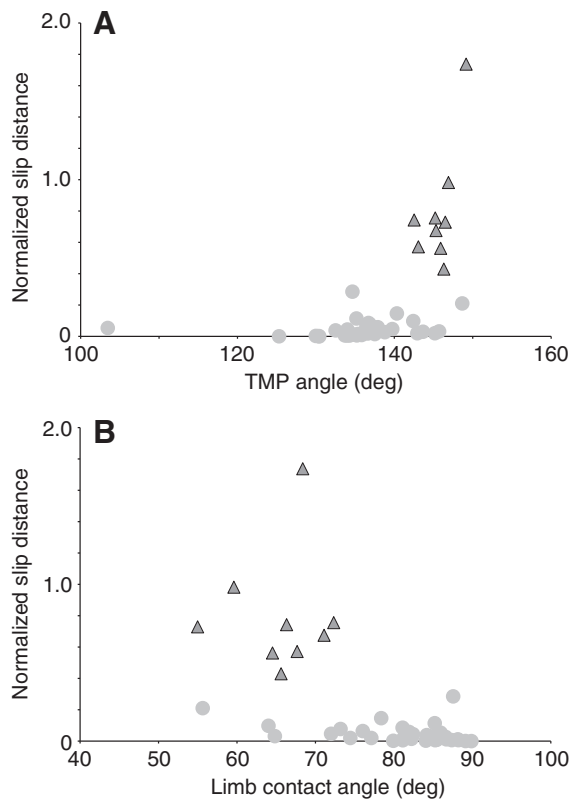 A
2.0
1.0
0
Normalized slip distance
100 120 140 160
TMP angle (deg)
B
2.0
1.0
0
Normalized slip distance
40 50 60 70 80 90 100
Limb contact angle (deg)